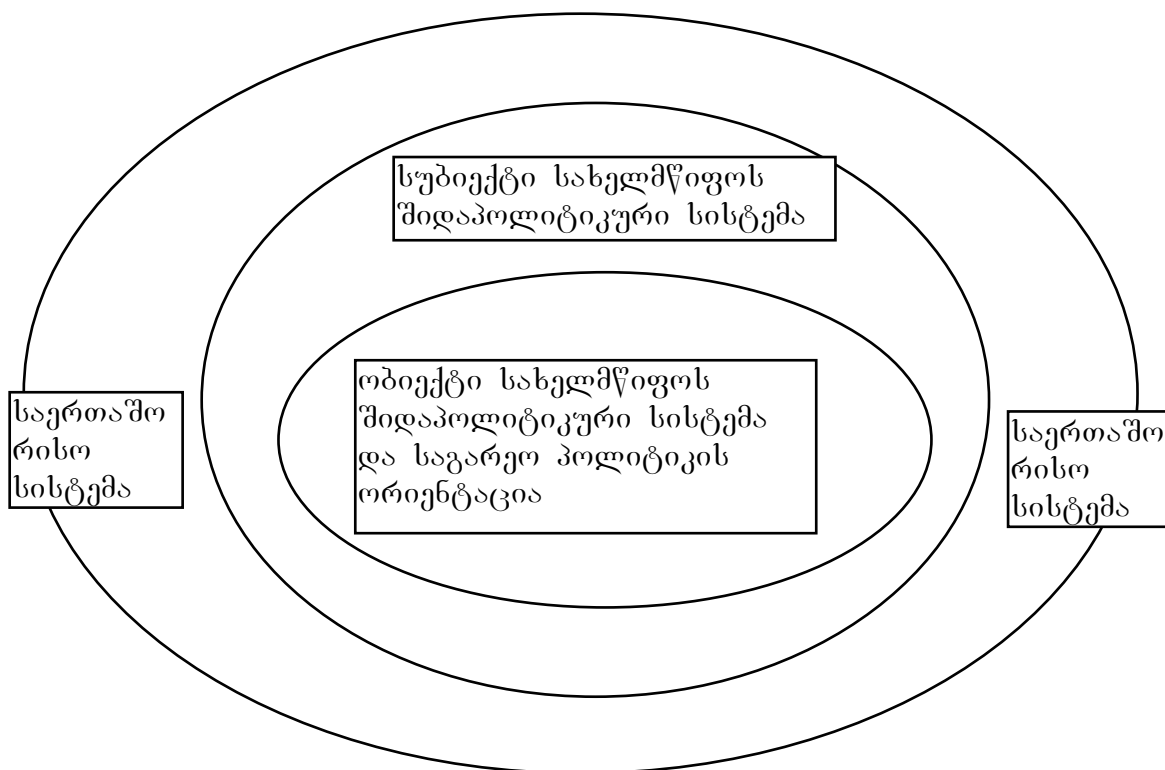 სუბიექტი სახელმწიფოს
შიდაპოლიტიკური სისტემა
ობიექტი სახელმწიფოს
შიდაპოლიტიკური სისტემა
და საგარეო პოლიტიკის
ორიენტაცია
საერთაშო
რისო
სისტემა
საერთაშო
რისო
სისტემა